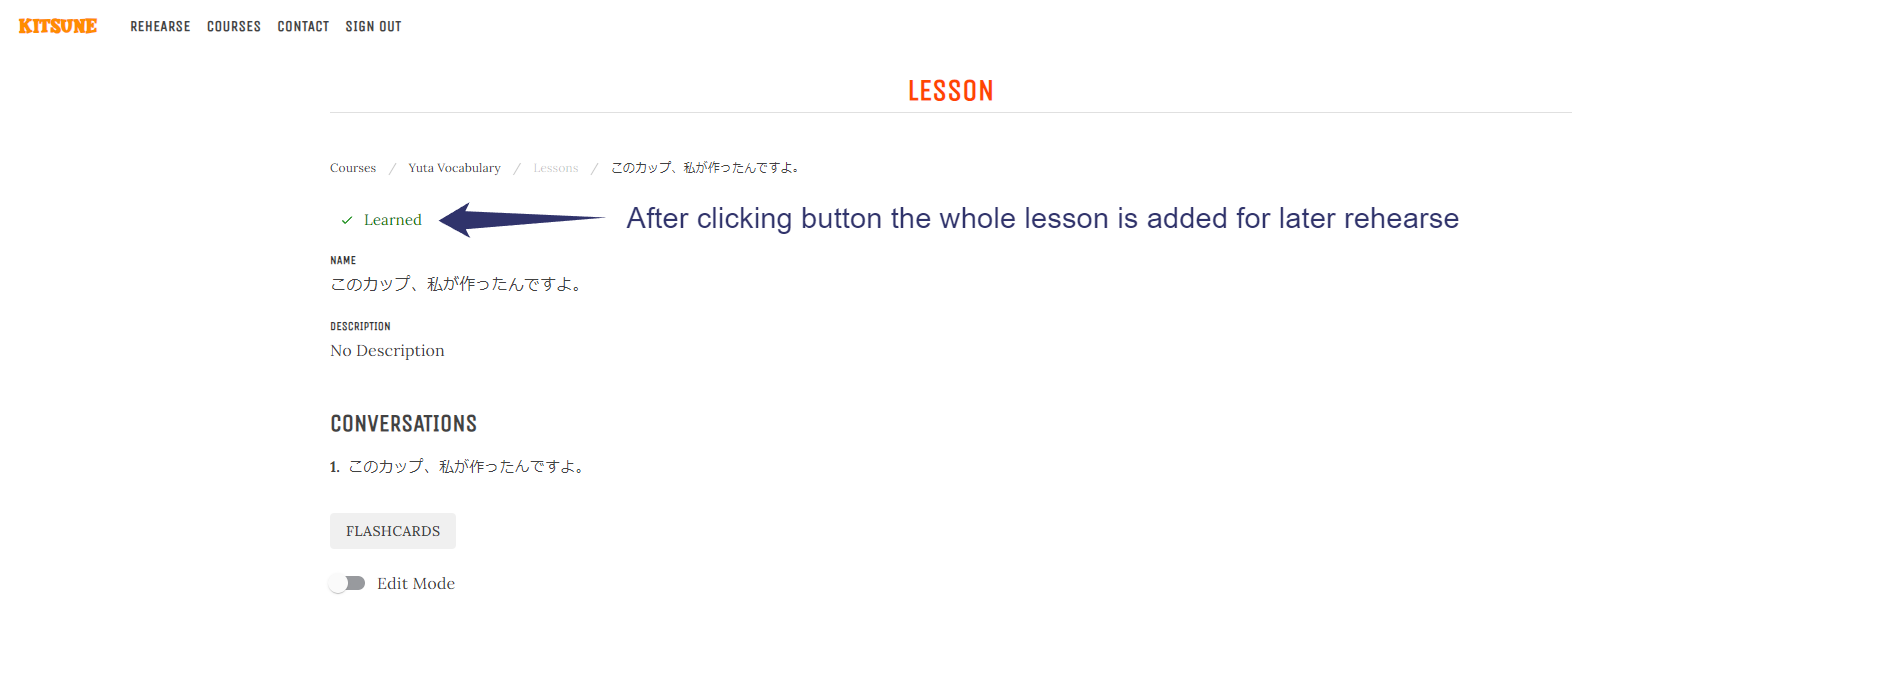 KITSUNE REHEARSE COURSES CONTACT SIGN OUT
LESSON
Courses / Yuta Vocabulary / Lessons / このカップ、私が作ったんですよ。
Learned After clicking button the whole lesson is added for later rehearse
NAME
このカップ、私が作ったんですよ。
DESCRIPTION
No Description
CONVERSATIONS
1. このカップ、私が作ったんですよ。
FLASHCARDS
Edit Mode